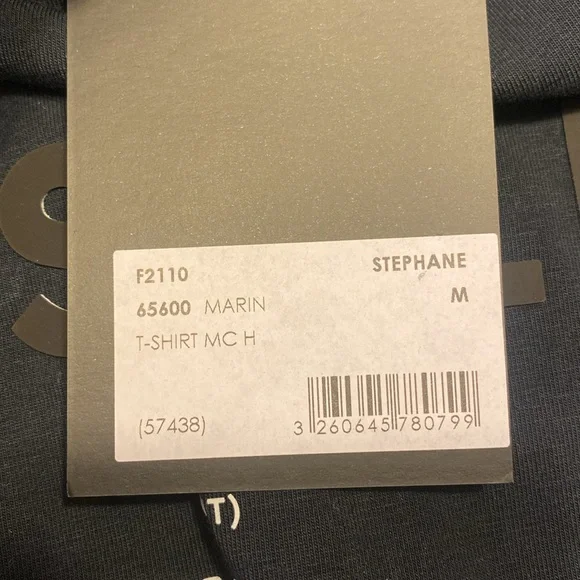 F2110 STEPHANE
65600 MARIN M
T-SHIRT MC H
(57438) 3 260645 780799
(T)